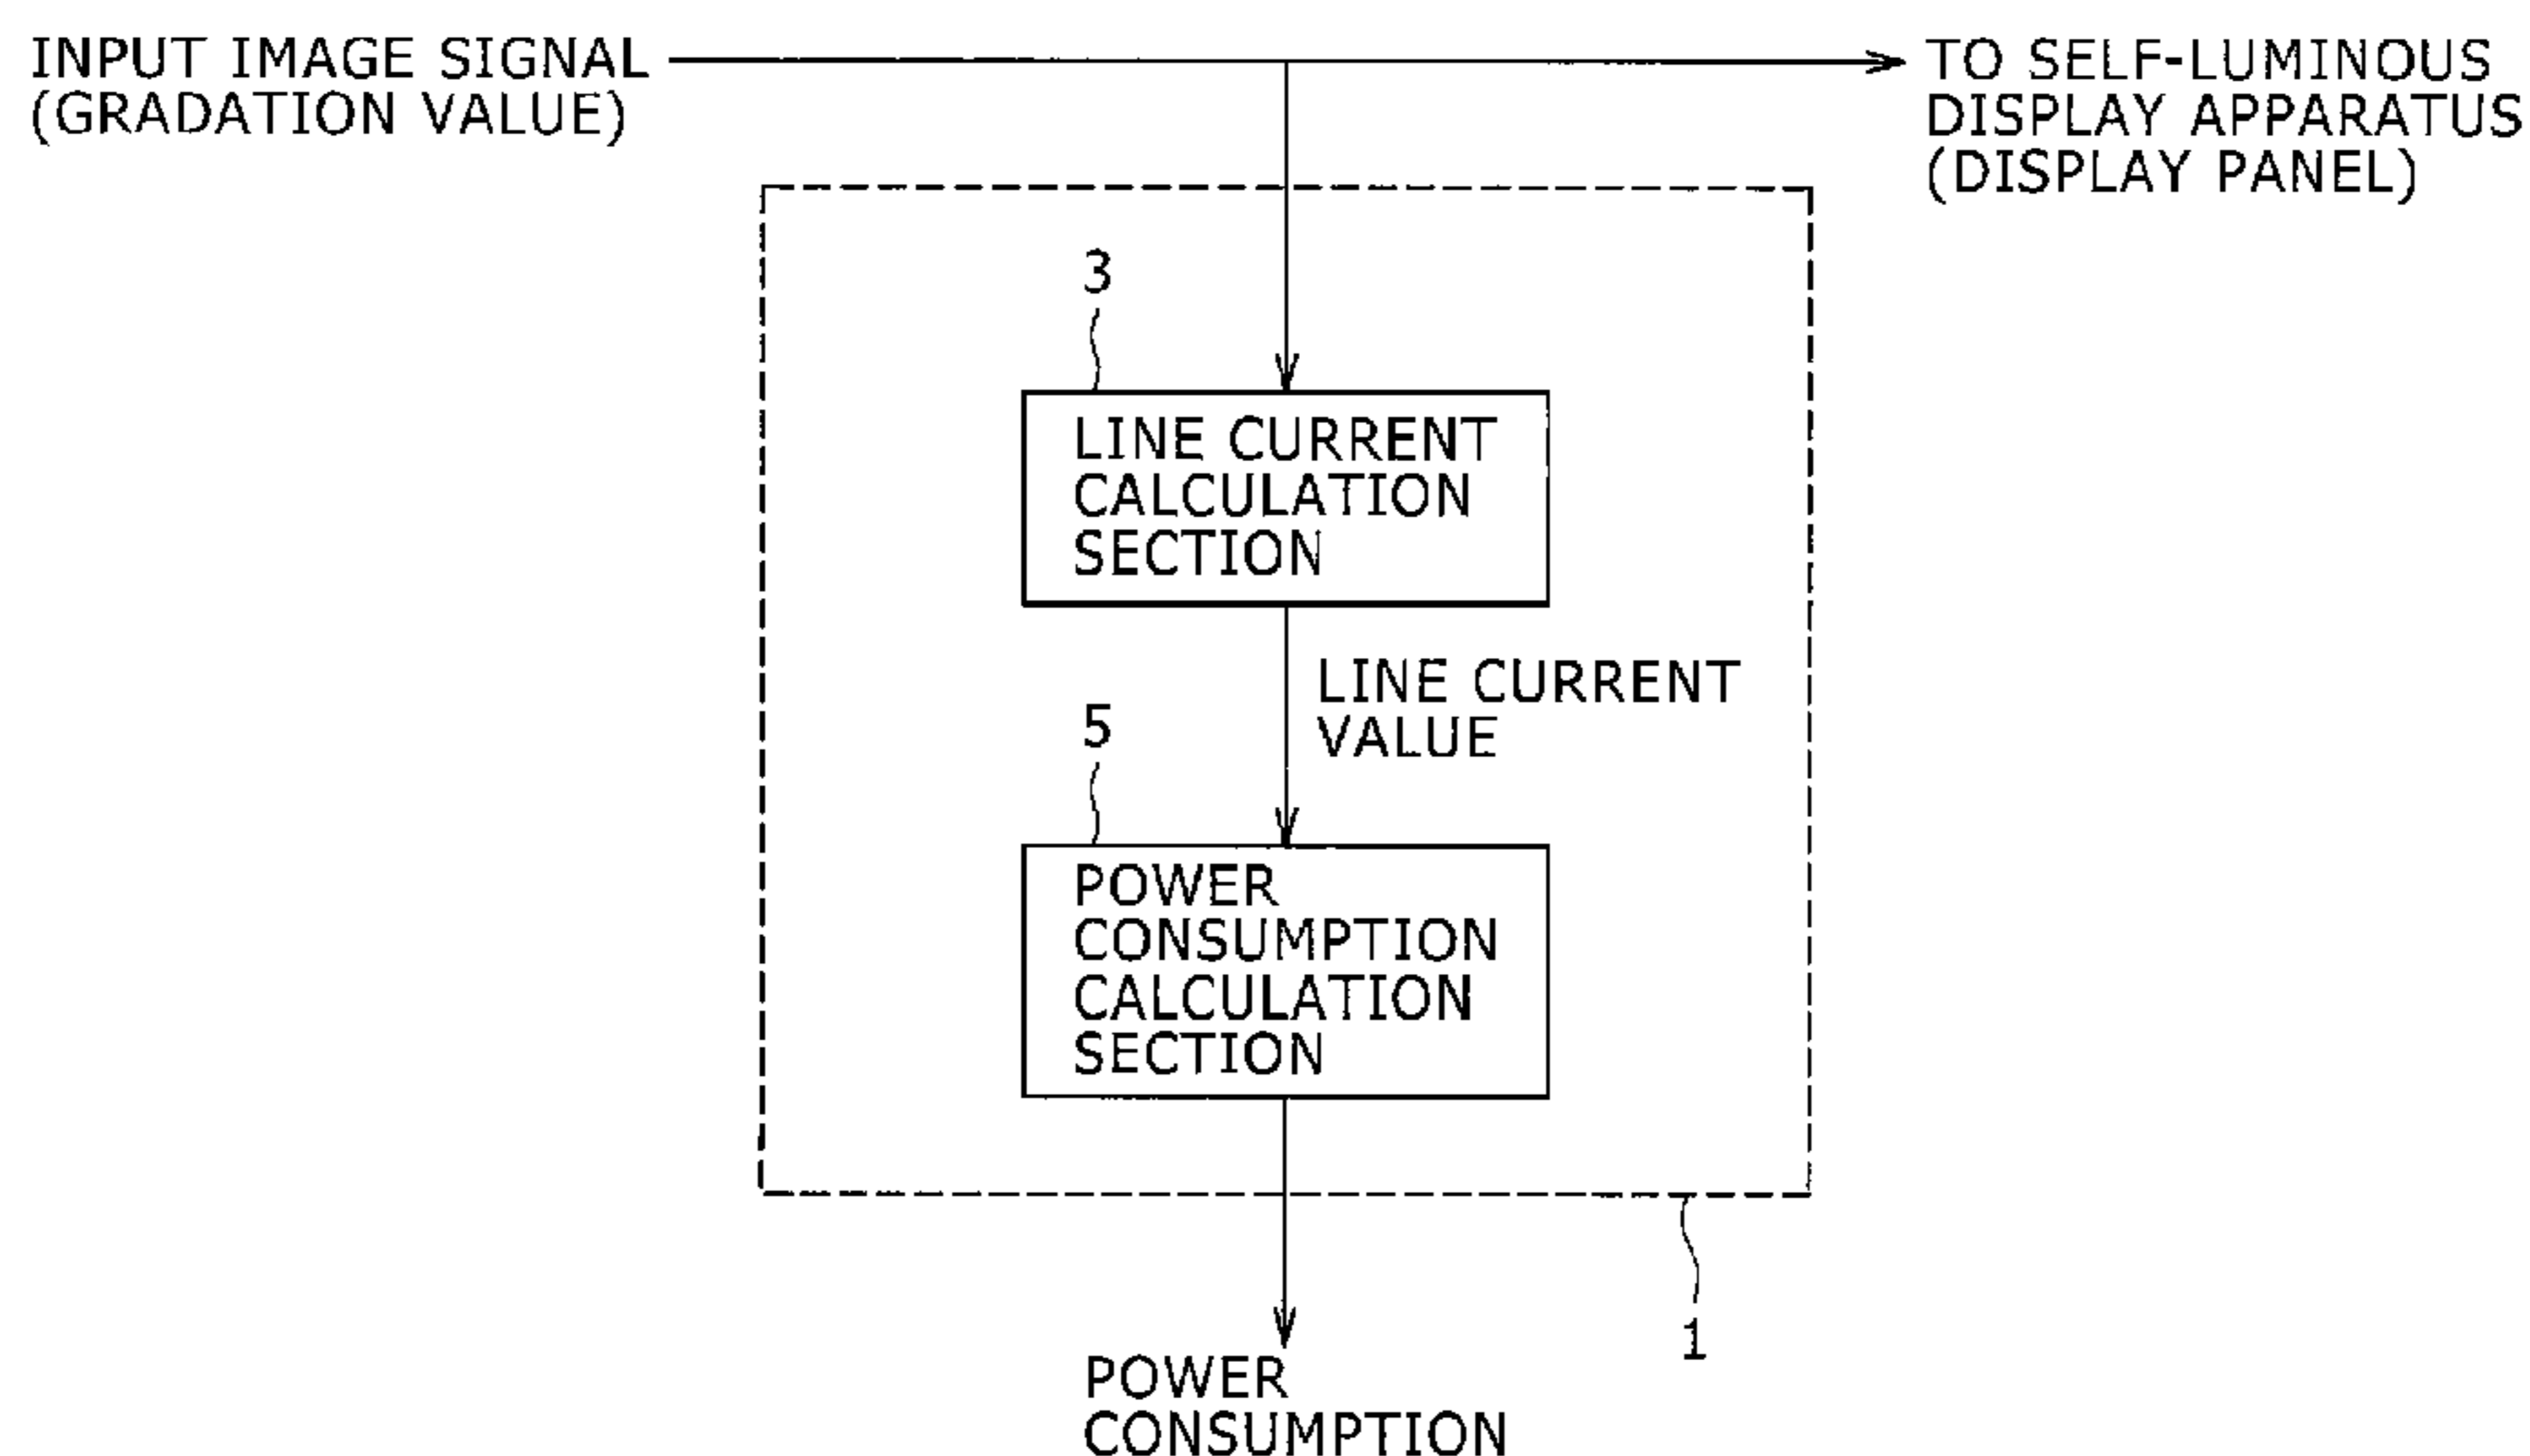 INPUT IMAGE SIGNAL
(GRADATION VALUE)
TO SELF-LUMINOUS
DISPLAY APPARATUS
(DISPLAY PANEL)
3
LINE CURRENT
CALCULATION
SECTION
LINE CURRENT
VALUE
5
POWER
CONSUMPTION
CALCULATION
SECTION
1
POWER
CONSUMPTION